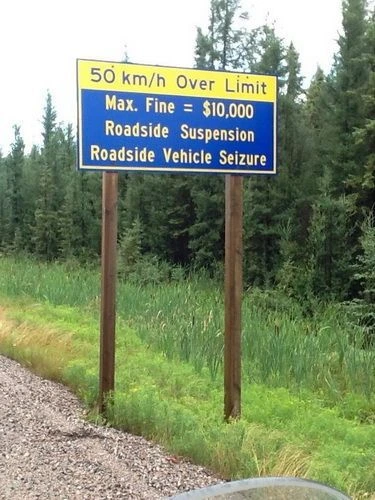 50 km/h Over Limit
Max. Fine = $10,000
Roadside Suspension
Roadside Vehicle Seizure